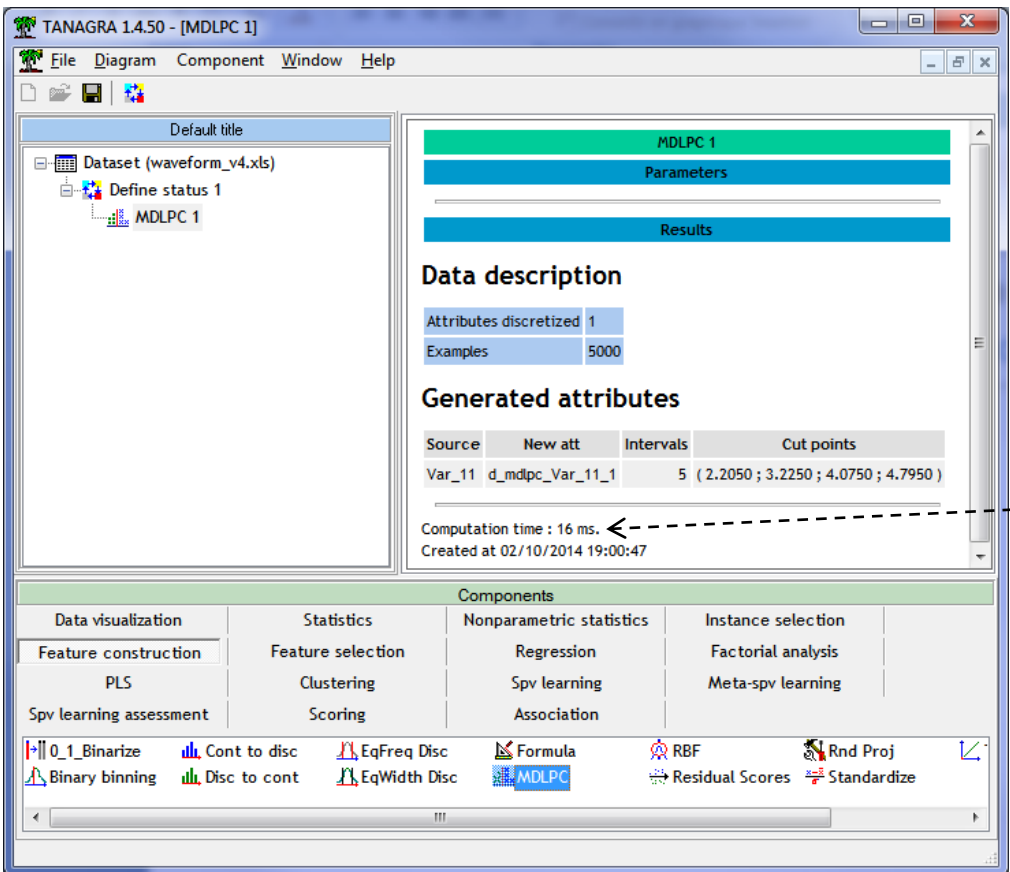 TANAGRA 1.4.50 - [MDLPC 1]
File Diagram Component Window Help
Default title
Dataset (waveform_v4.xls)
Define status 1
MDLPC 1
MDLPC 1
Parameters
Results
Data description
Attributes discretized 1
Examples 5000
Generated attributes
Source New att Intervals Cut points
Var_11 d_mdlpc_Var_11_1 5 ( 2.2050 ; 3.2250 ; 4.0750 ; 4.7950 )
Computation time : 16 ms.
Created at 02/10/2014 19:00:47
Components
Data visualization Statistics Nonparametric statistics Instance selection
Feature construction Feature selection Regression Factorial analysis
PLS Clustering Spv learning Meta-spv learning
Spv learning assessment Scoring Association
0_1_Binarize Cont to disc EqFreq Disc Formula RBF Rnd Proj
Binary binning Disc to cont EqWidth Disc MDLPC Residual Scores Standardize